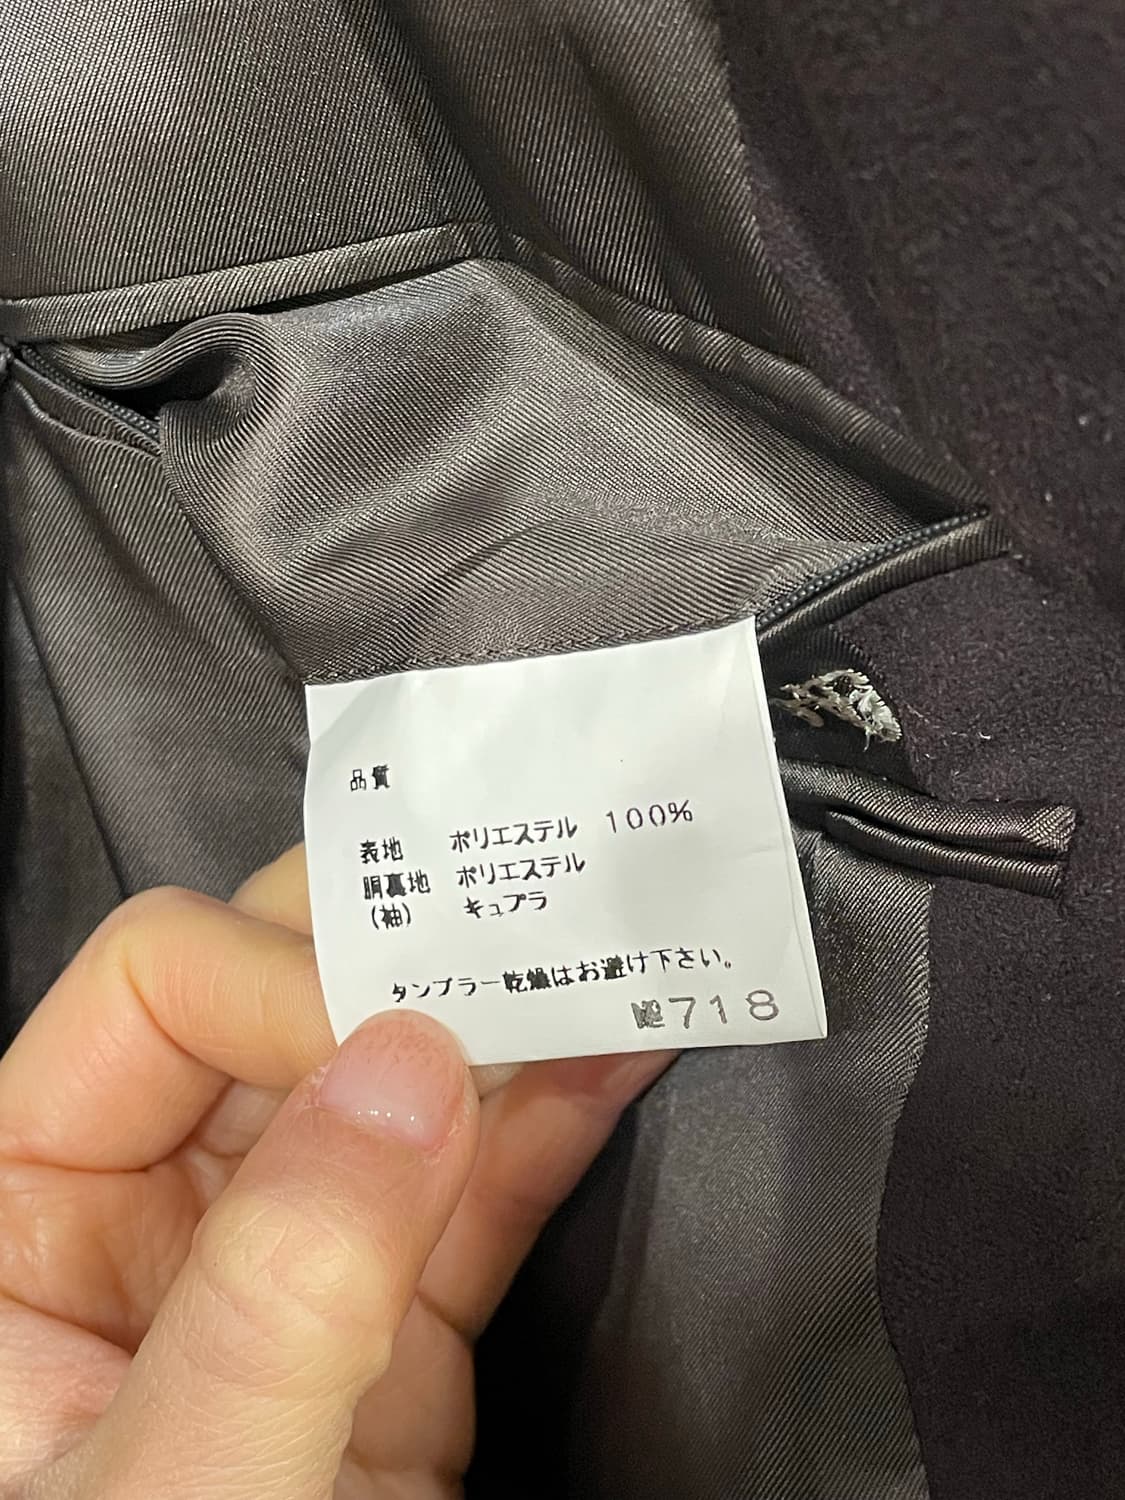 品質
表地 ポリエステル 100%
胴裏地 ポリエステル
(袖) キュプラ
タンブラー乾燥はお避け下さい。
№718